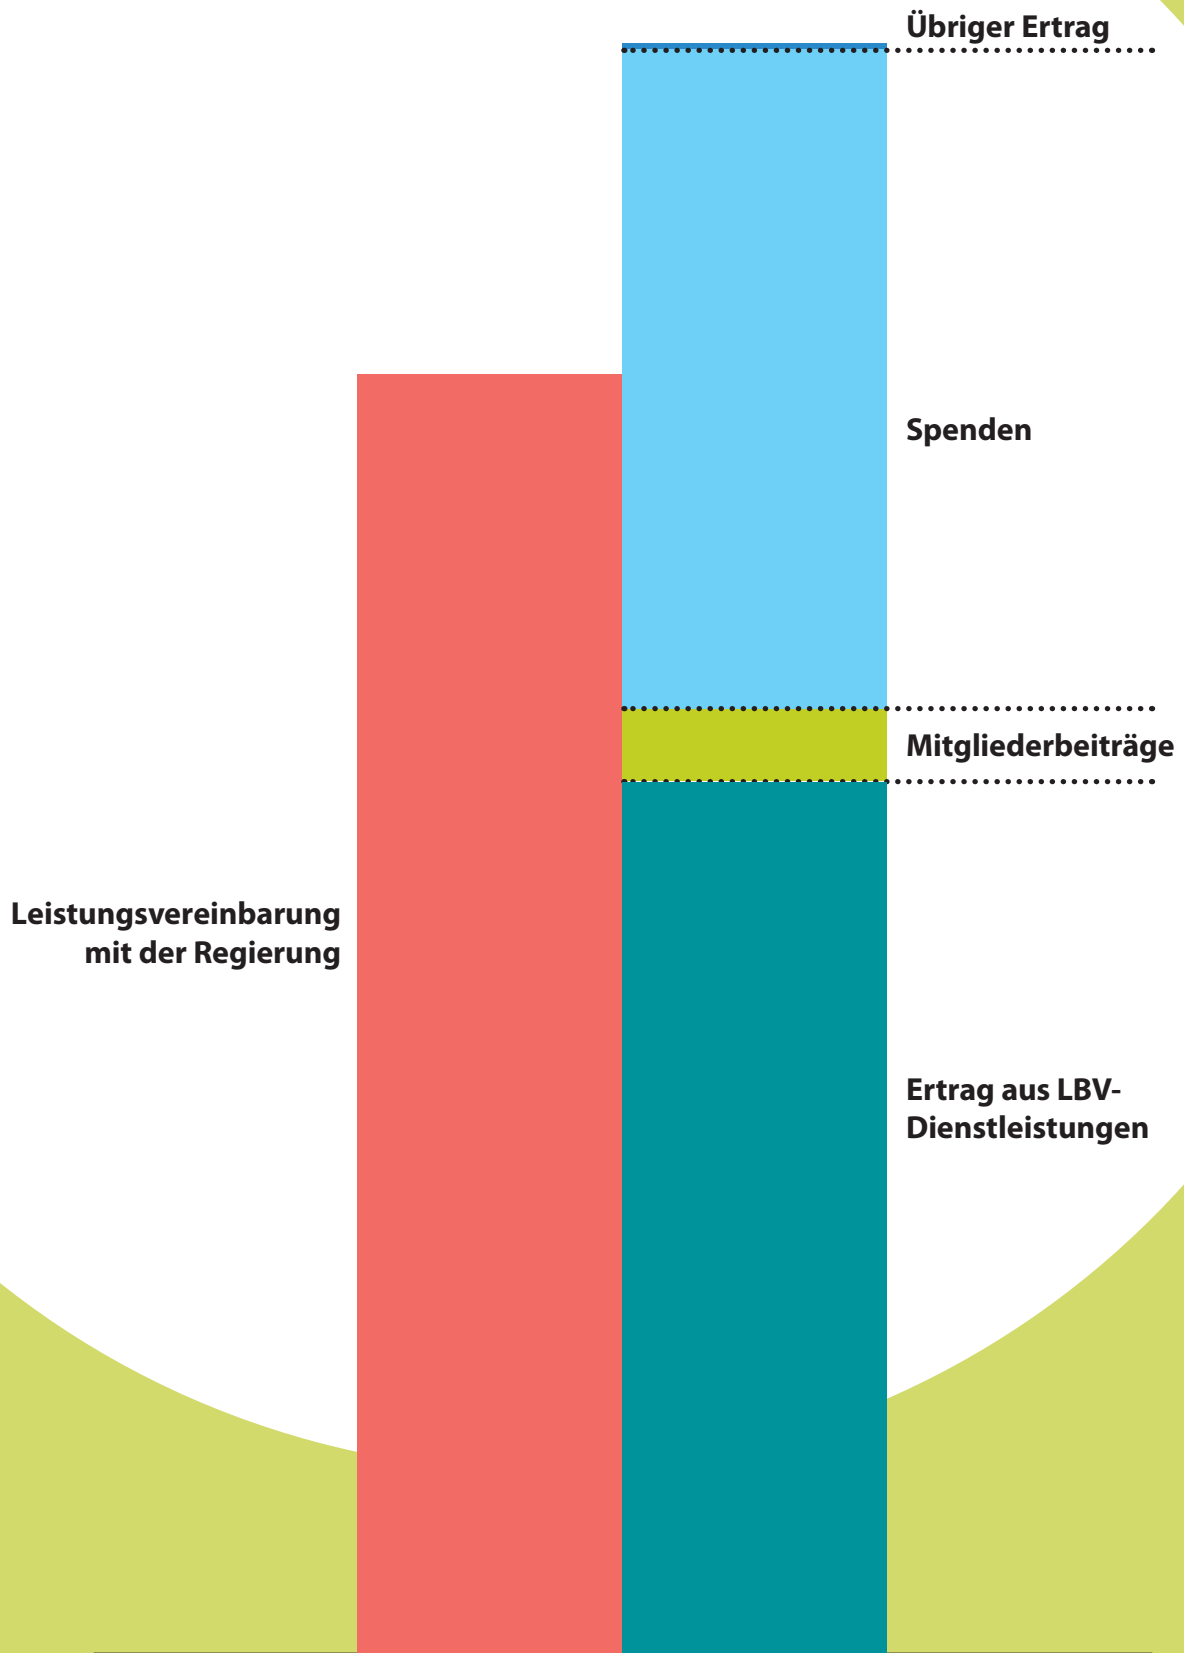 Übriger Ertrag
Spenden
Mitgliederbeiträge
Leistungsvereinbarung
mit der Regierung
Ertrag aus LBV-
Dienstleistungen